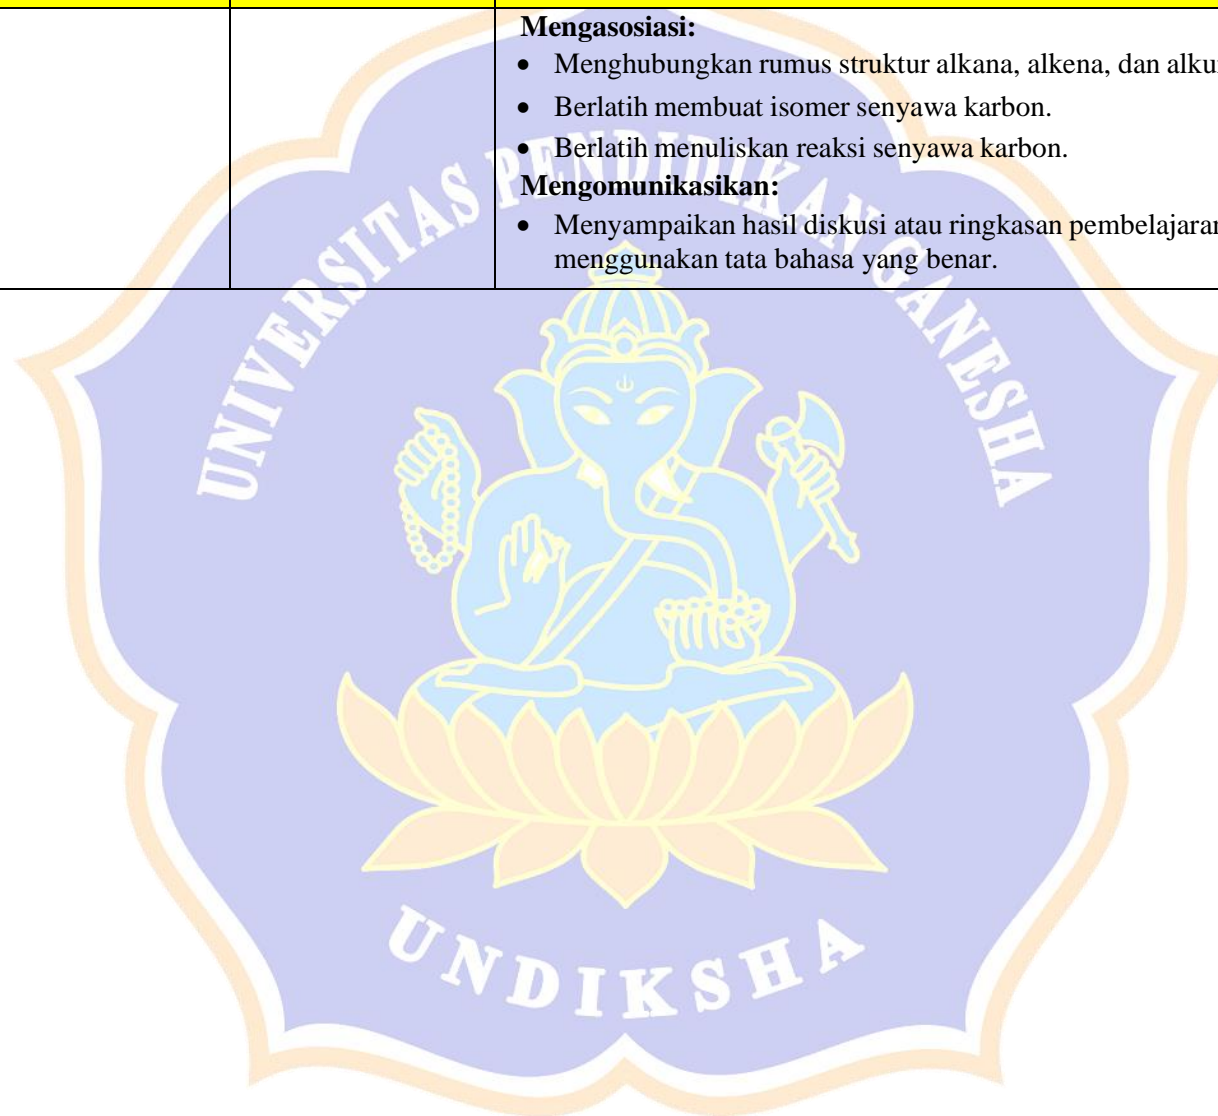 Mengasosiasi:
• Menghubungkan rumus struktur alkana, alkena, dan
• Berlatih membuat isomer senyawa karbon.
• Berlatih menuliskan reaksi senyawa karbon.
Mengomunikasikan:
• Menyampaikan hasil diskusi atau ringkasan pembelajaran
menggunakan tata bahasa yang benar.
UNIVERSITAS PENDIDIKAN GANESHA
UNDIKSHA